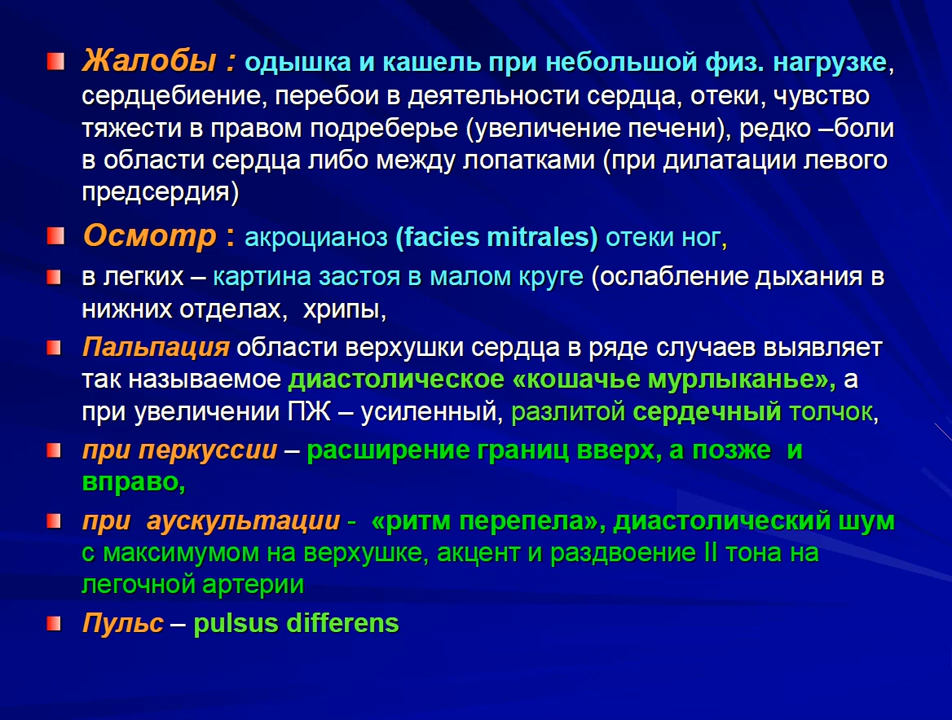 Жалобы : одышка и кашель при небольшой физ. нагрузке,
сердцебиение, перебои в деятельности сердца, отеки, чувство
тяжести в правом подреберье (увеличение печени), редко –боли
в области сердца либо между лопатками (при дилатации левого
предсердия)
Осмотр : акроцианоз (facies mitrales) отеки ног,
в легких – картина застоя в малом круге (ослабление дыхания в
нижних отделах, хрипы,
Пальпация области верхушки сердца в ряде случаев выявляет
так называемое диастолическое «кошачье мурлыканье», а
при увеличении ПЖ – усиленный, разлитой сердечный толчок,
при перкуссии – расширение границ вверх, а позже и
вправо,
при аускультации - «ритм перепела», диастолический шум
с максимумом на верхушке, акцент и раздвоение II тона на
легочной артерии
Пульс – pulsus differens